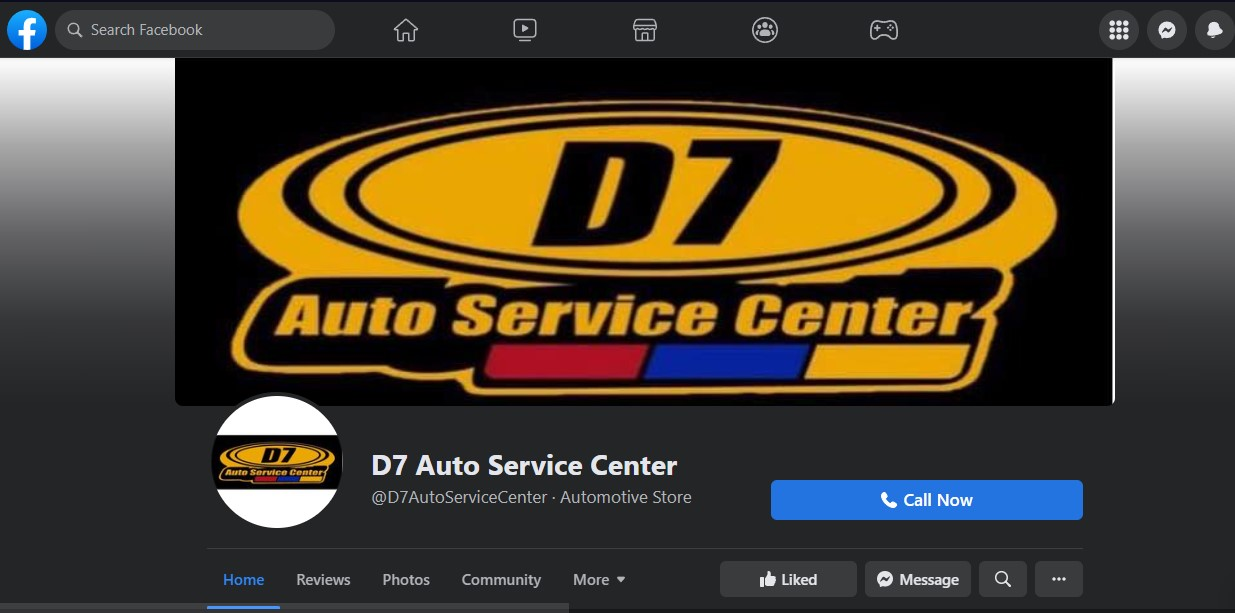 Search Facebook
D7
Auto Service Center
D7
Auto Service Center
D7 Auto Service Center
@D7AutoServiceCenter · Automotive Store
Call Now
Home Reviews Photos Community More Liked Message